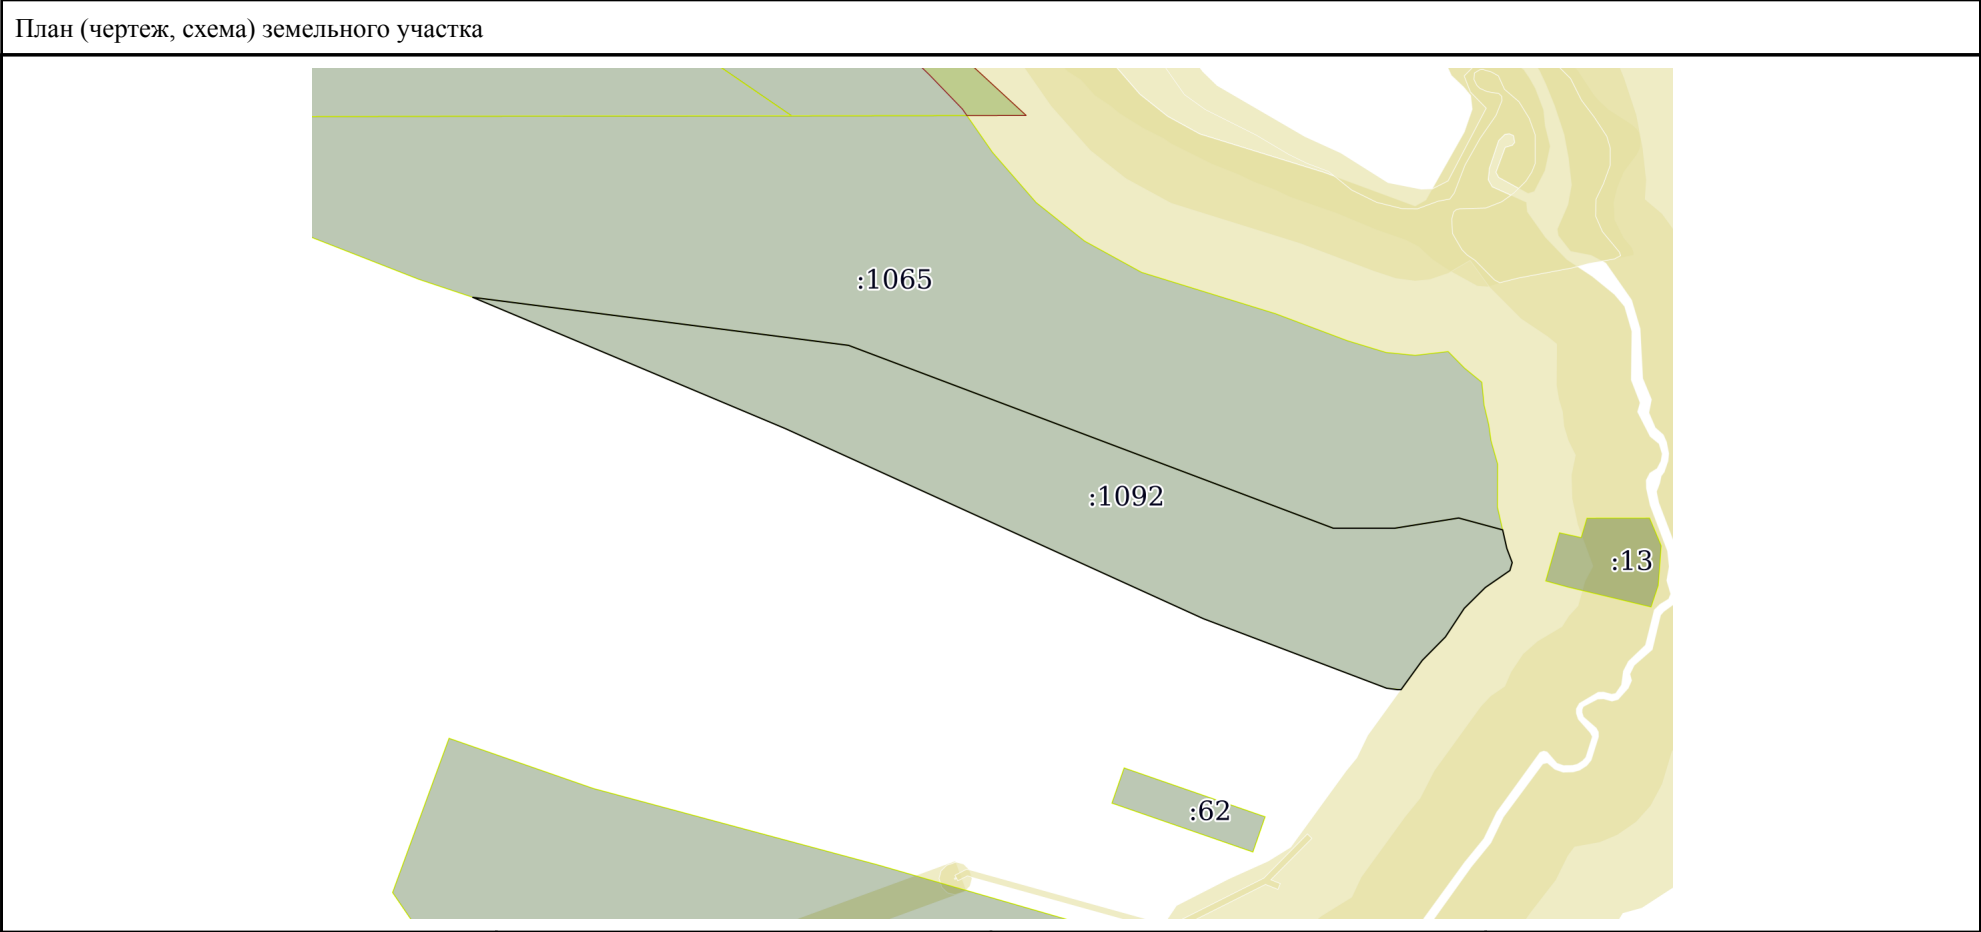 План (чертеж, схема) земельного участка
:1065
:1092
:13
:62